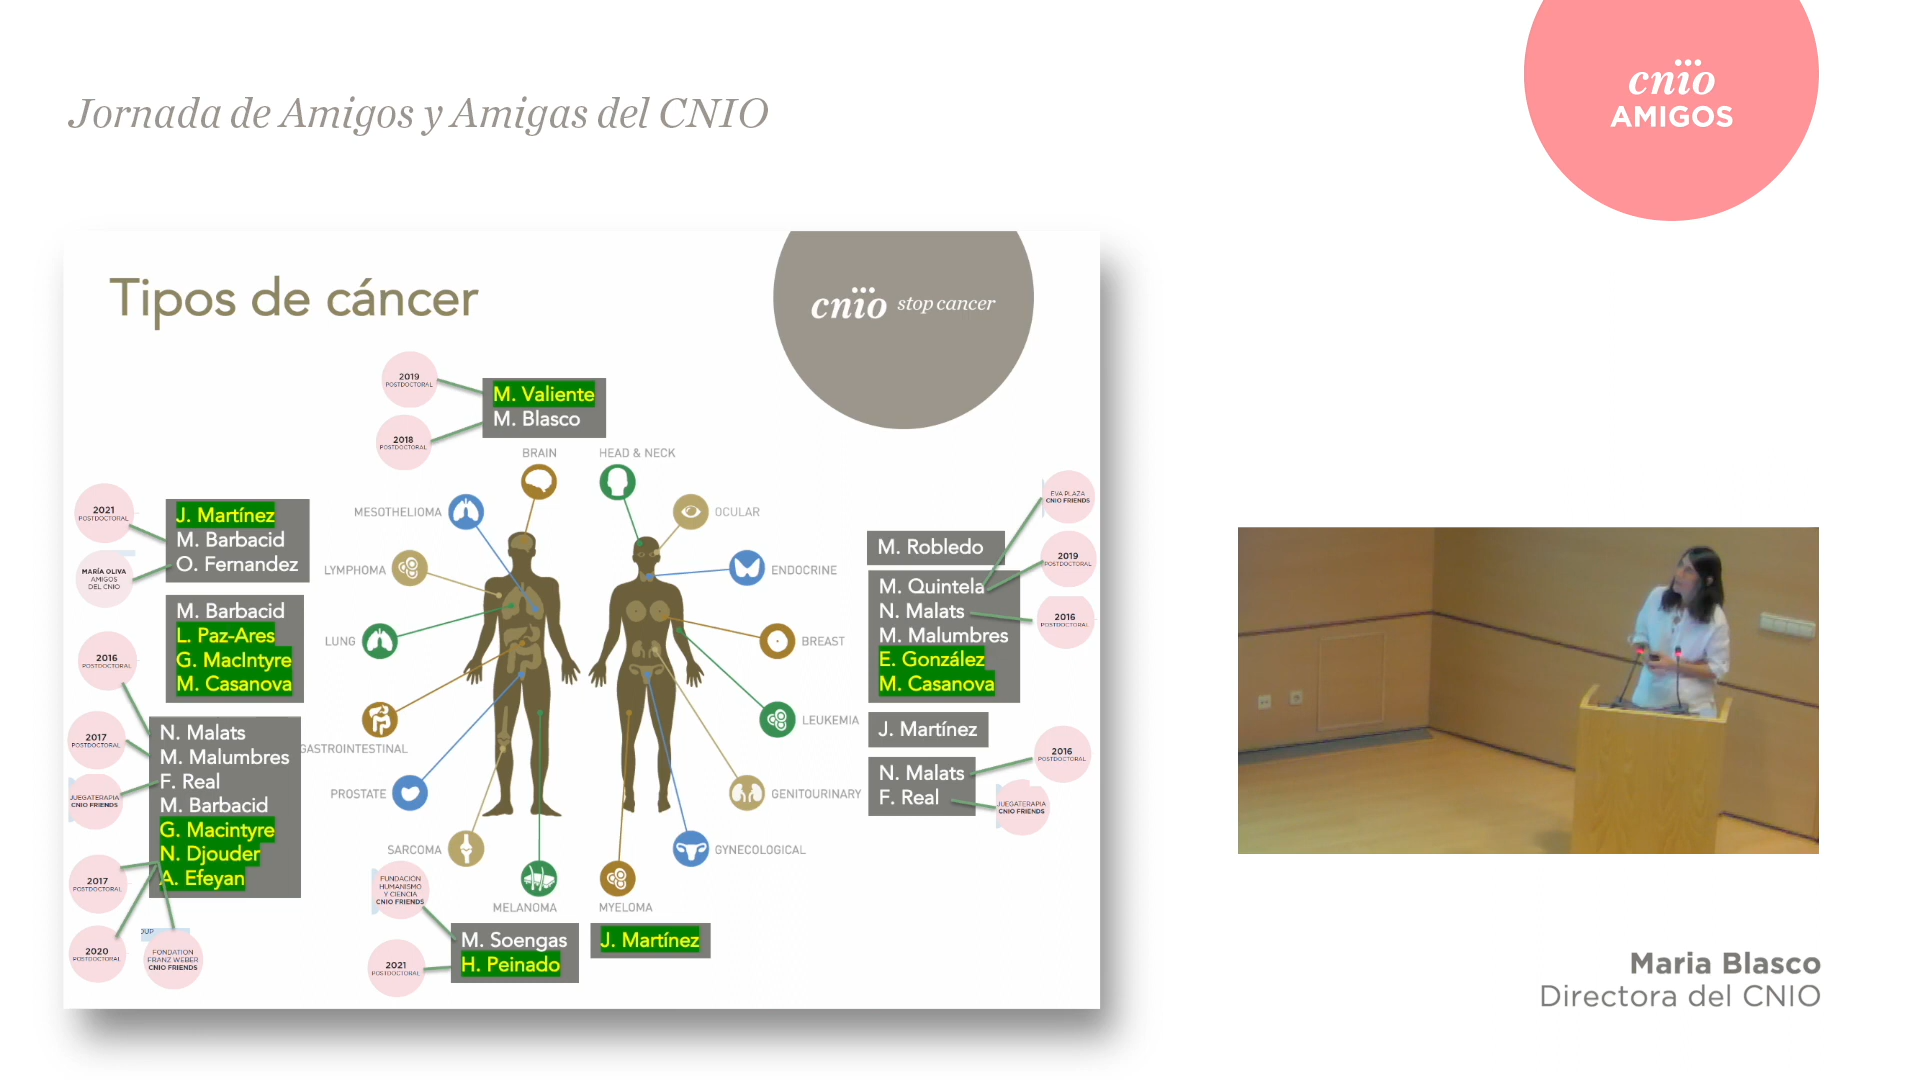 Jornada de Amigos y Amigas del CNIO
cnio
AMIGOS
Tipos de cáncer
cnio stop cancer
2019
POSTDOCTORAL
M. Valiente
M. Blasco
2018
POSTDOCTORAL
BRAIN
HEAD & NECK
MESOTHELIOMA
OCULAR
LYMPHOMA
ENDOCRINE
LUNG
BREAST
GASTROINTESTINAL
LEUKEMIA
PROSTATE
GENITOURINARY
SARCOMA
GYNECOLOGICAL
MELANOMA
MYELOMA
2021
POSTDOCTORAL
J. Martínez
M. Barbacid
O. Fernandez
MARÍA OLIVA
AMIGOS
DEL CNIO
M. Barbacid
L. Paz-Ares
G. MacIntyre
M. Casanova
2016
POSTDOCTORAL
N. Malats
M. Malumbres
F. Real
M. Barbacid
G. Macintyre
N. Djouder
A. Efeyan
2017
POSTDOCTORAL
JUEGATERAPIA
CNIO FRIENDS
2017
POSTDOCTORAL
2020
POSTDOCTORAL
OUP
FONDATION
FRANZ WEBER
CNIO FRIENDS
FUNDACIÓN
HUMANISMO
Y CIENCIA
CNIO FRIENDS
M. Soengas
H. Peinado
2021
POSTDOCTORAL
J. Martínez
EVA PLAZA
CNIO FRIENDS
M. Robledo
2019
POSTDOCTORAL
M. Quintela
N. Malats
M. Malumbres
E. González
M. Casanova
2016
POSTDOCTORAL
J. Martínez
N. Malats
F. Real
2016
POSTDOCTORAL
JUEGATERAPIA
CNIO FRIENDS
Maria Blasco
Directora del CNIO